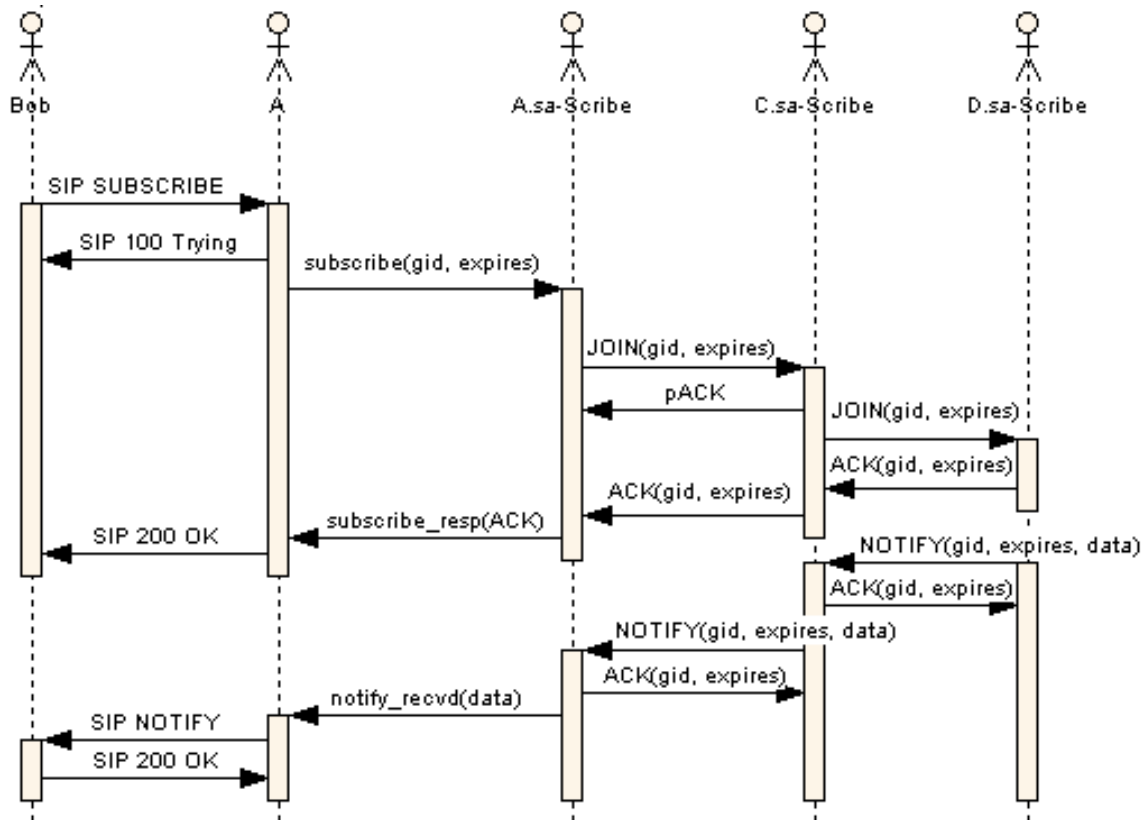 Bob
A
A.sa-Scribe
C.sa-Scribe
D.sa-Scribe
SIP SUBSCRIBE
SIP 100 Trying
subscribe(gid, expires)
JOIN(gid, expires)
pACK
JOIN(gid, expires)
ACK(gid, expires)
ACK(gid, expires)
subscribe_resp(ACK)
SIP 200 OK
NOTIFY(gid, expires, data)
ACK(gid, expires)
NOTIFY(gid, expires, data)
ACK(gid, expires)
notify_recvd(data)
SIP NOTIFY
SIP 200 OK